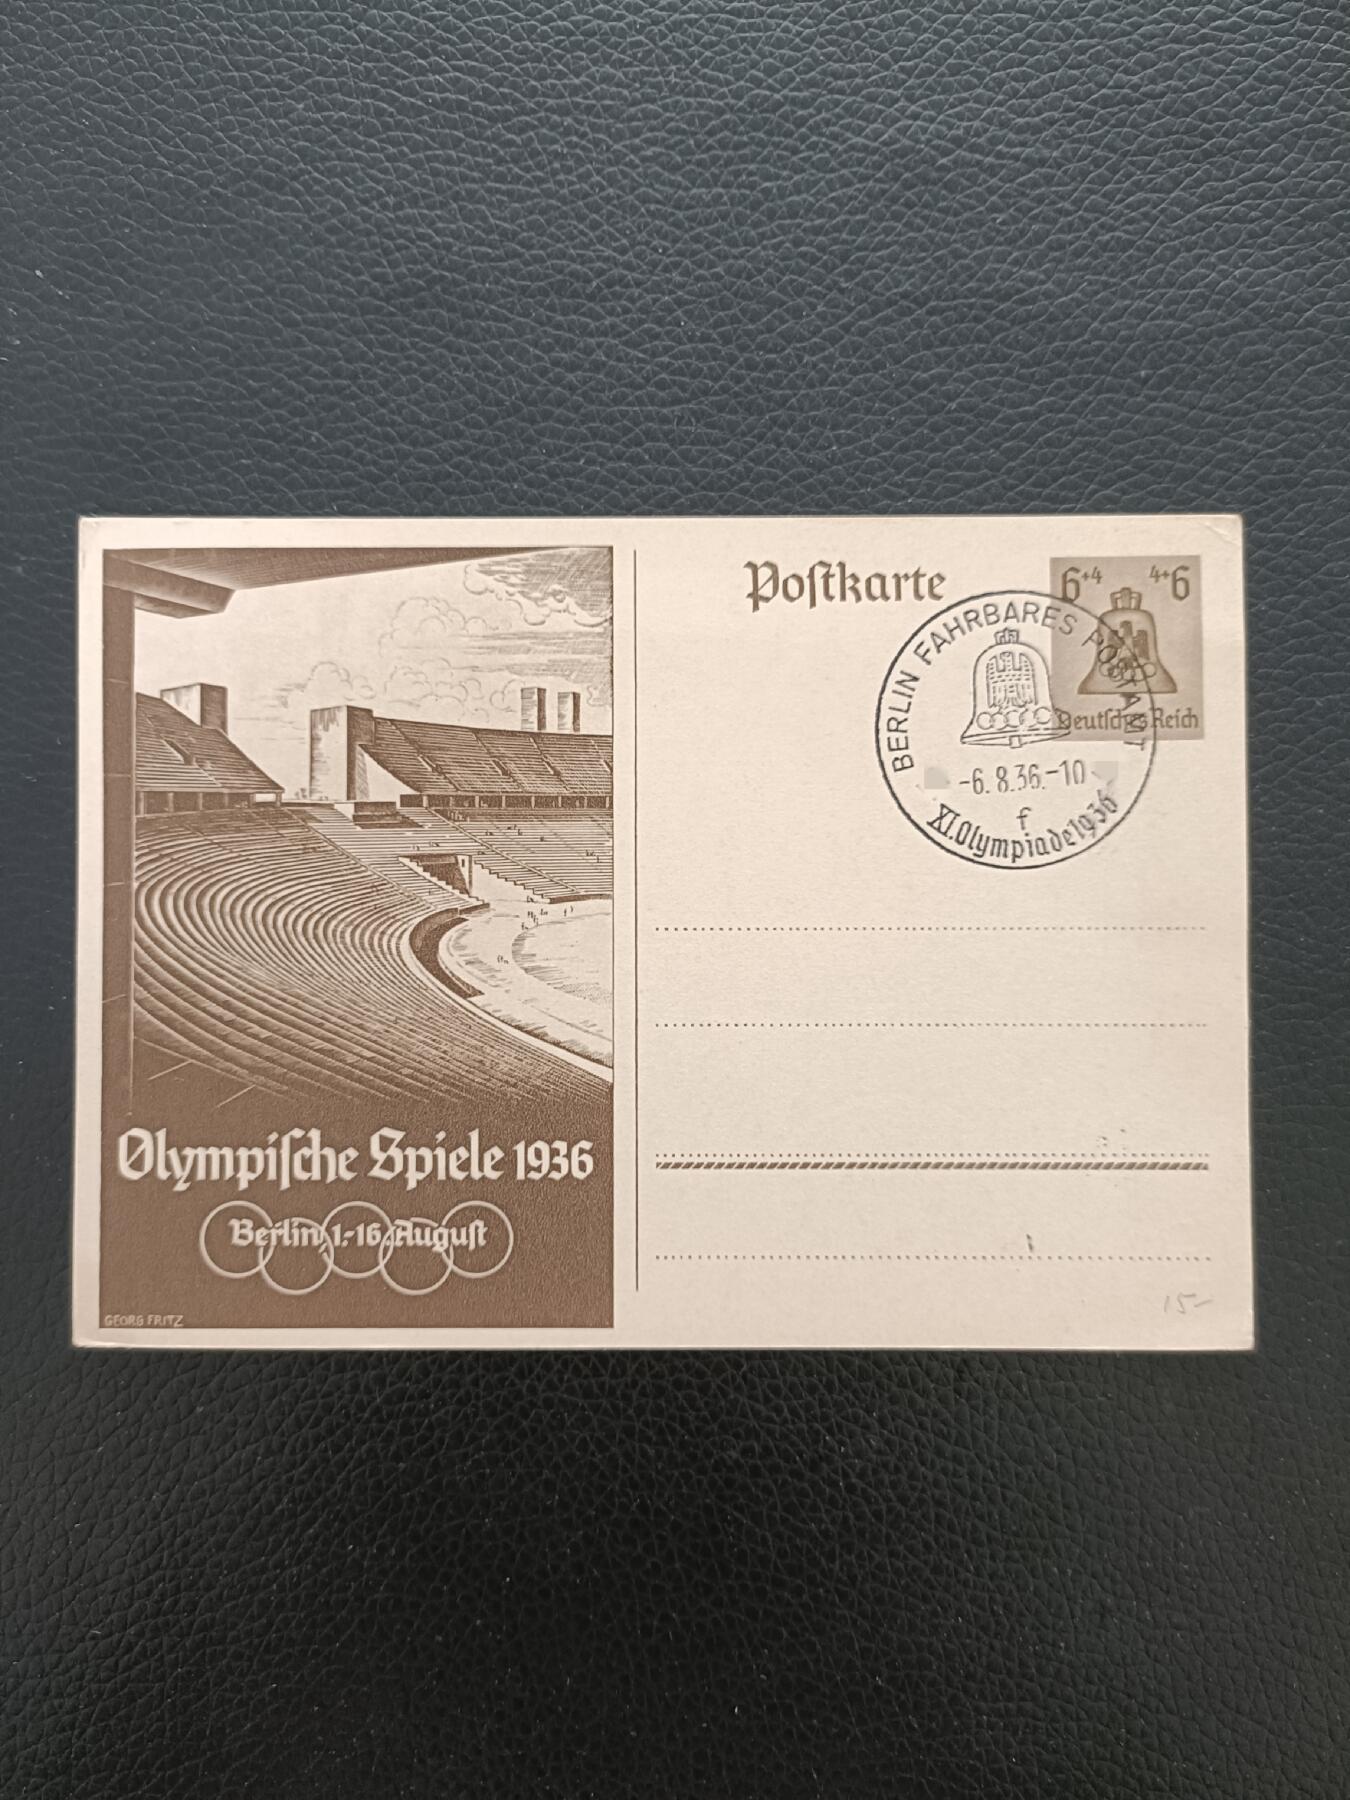 Poſtkarte
6+4 4+6
Deutſches Reich
BERLIN FAHRBARES POSTAMT
-6.8.36.-10
f
XI.Olympiade 1936
Olympiſche Spiele 1936
Berlin, 1.-16. Auguſt
GEORG FRITZ
15-